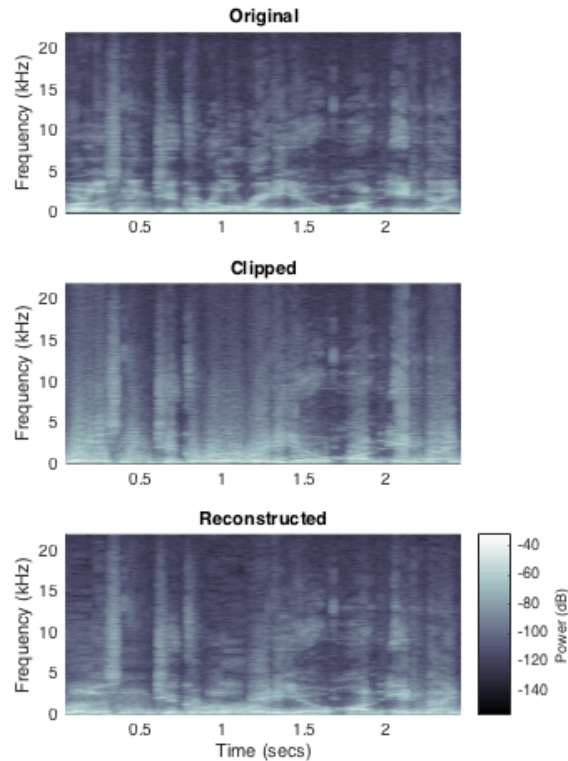 Original
Frequency (kHz)
20
15
10
5
0
0.5 1 1.5 2
Clipped
Frequency (kHz)
20
15
10
5
0
0.5 1 1.5 2
Reconstructed
Frequency (kHz)
20
15
10
5
0
0.5 1 1.5 2
Time (secs)
-40
-60
-80
-100
-120
-140
Power (dB)